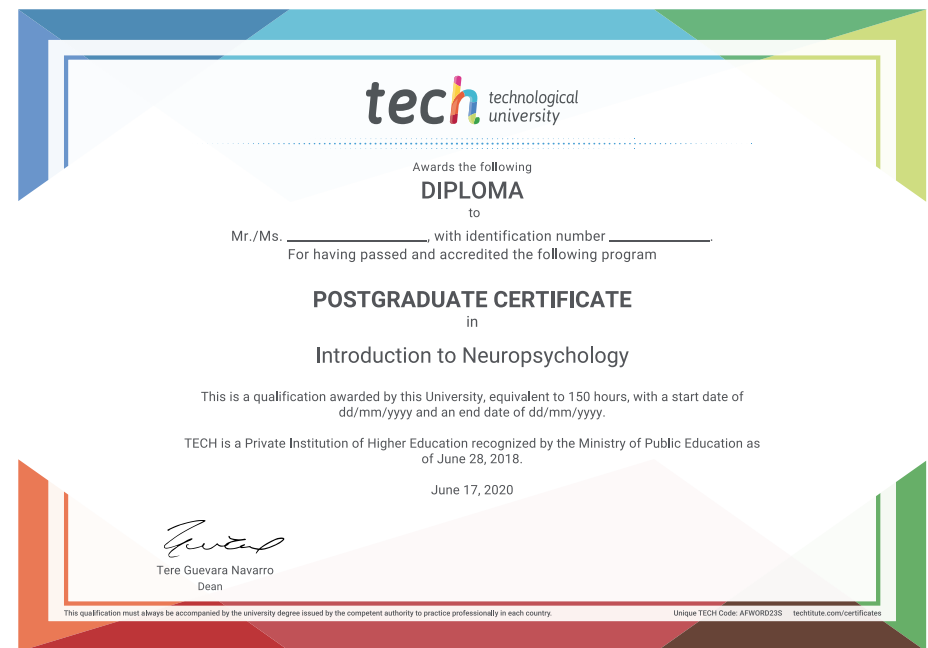 tech technological
university
Awards the following
DIPLOMA
to
Mr./Ms. ____________________, with identification number ______________.
For having passed and accredited the following program
POSTGRADUATE CERTIFICATE
in
Introduction to Neuropsychology
This is a qualification awarded by this University, equivalent to 150 hours, with a start date of
dd/mm/yyyy and an end date of dd/mm/yyyy.
TECH is a Private Institution of Higher Education recognized by the Ministry of Public Education as
of June 28, 2018.
June 17, 2020
Tere Guevara Navarro
Dean
This qualification must always be accompanied by the university degree issued by the competent authority to practice professionally in each country.
Unique TECH Code: AFWORD23S techtitute.com/certificates